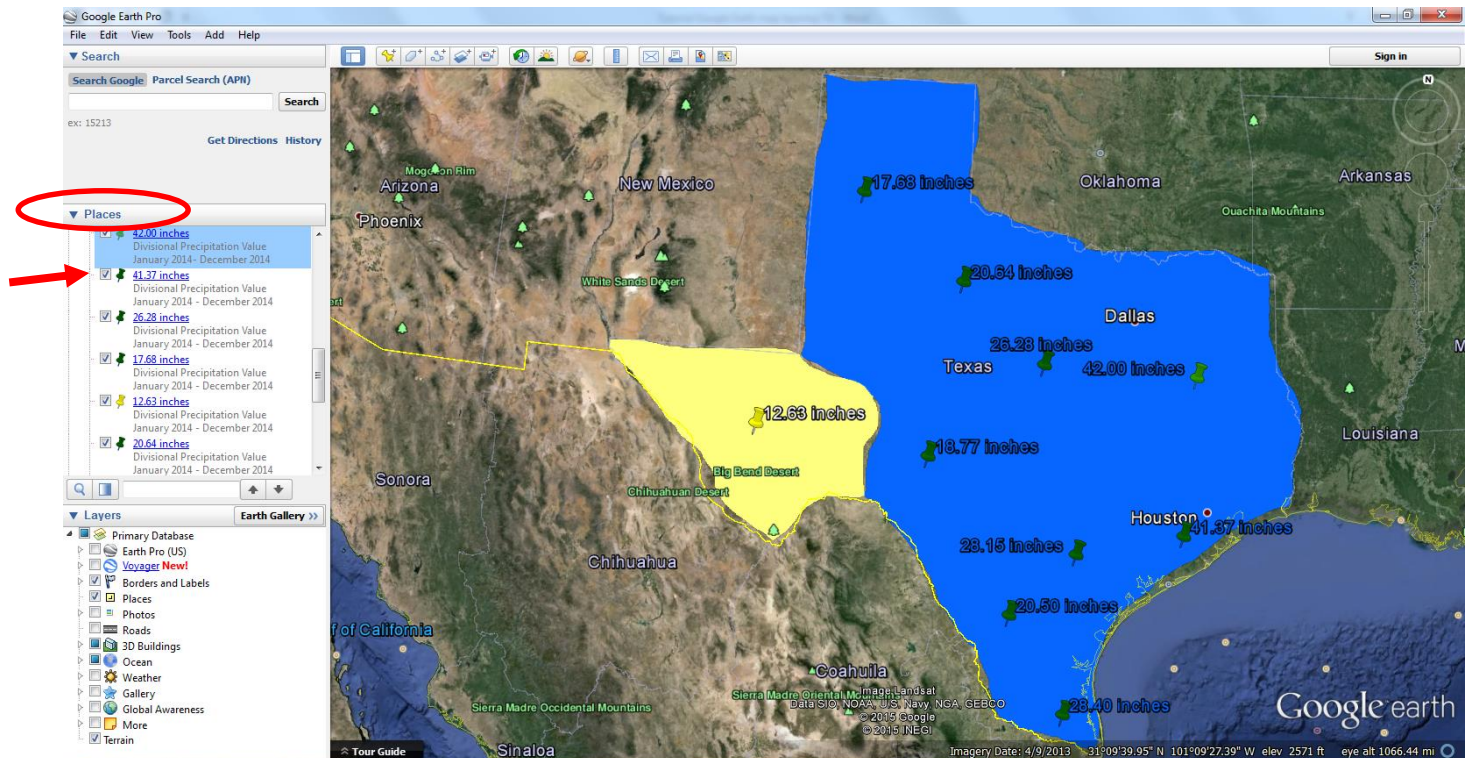 Google Earth Pro
File Edit View Tools Add Help
▼ Search
Search Google Parcel Search (APN)
Search
ex: 15213
Get Directions History
▼ Places
42.00 inches
Divisional Precipitation Value
January 2014- December 2014
41.37 inches
Divisional Precipitation Value
January 2014 - December 2014
26.28 inches
Divisional Precipitation Value
January 2014 - December 2014
17.68 inches
Divisional Precipitation Value
January 2014 - December 2014
12.63 inches
Divisional Precipitation Value
January 2014 - December 2014
20.64 inches
Divisional Precipitation Value
January 2014 - December 2014
▼ Layers
Earth Gallery >>
Primary Database
Earth Pro (US)
Voyager New!
Borders and Labels
Places
Photos
Roads
3D Buildings
Ocean
Weather
Gallery
Global Awareness
More
Terrain
Sign in
N
Mogollon Rim
Arizona
New Mexico
17.68 inches
Oklahoma
Arkansas
Phoenix
Ouachita Mountains
White Sands Desert
20.64 inches
Dallas
26.28 inches
Texas
42.00 inches
12.63 inches
18.77 inches
Louisiana
Sonora
Big Bend Desert
Chihuahuan Desert
Houston
41.37 inches
28.15 inches
Chihuahua
20.50 inches
f of California
Coahuila
Sierra Madre Oriental Mountains
Image Landsat
Data SIO, NOAA, U.S. Navy, NGA, GEBCO
© 2015 Google
© 2015 INEGI
Sierra Madre Occidental Mountains
28.40 inches
Google earth
Tour Guide
Sinaloa
Imagery Date: 4/9/2013 31°09'39.95" N 101°09'27.39" W elev 2571 ft eye alt 1066.44 mi